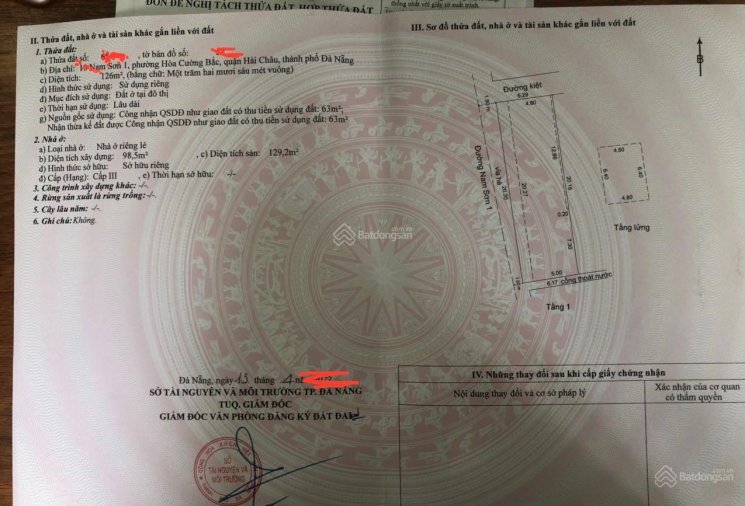 ĐƠN ĐỀ NGHỊ TÁCH THỬA ĐẤT, HỢP THỬA ĐẤT
II. Thửa đất, nhà ở và tài sản khác gắn liền với đất
1. Thửa đất:
a) Thửa đất số: , tờ bản đồ số:
b) Địa chỉ: Nam Sơn 1, phường Hòa Cường Bắc, quận Hải Châu, thành phố Đà Nẵng
c) Diện tích: 126m², (bằng chữ: Một trăm hai mươi sáu mét vuông)
d) Hình thức sử dụng: Sử dụng riêng
đ) Mục đích sử dụng: Đất ở tại đô thị
e) Thời hạn sử dụng: Lâu dài
g) Nguồn gốc sử dụng: Công nhận QSDĐ như giao đất có thu tiền sử dụng đất: 63m²;
Nhận thừa kế đất được Công nhận QSDĐ như giao đất có thu tiền sử dụng đất: 63m²
2. Nhà ở:
a) Loại nhà ở: Nhà ở riêng lẻ
b) Diện tích xây dựng: 98,5m² , c) Diện tích sàn: 129,2m²
d) Hình thức sở hữu: Sở hữu riêng
đ) Cấp (Hạng): Cấp III , e) Thời hạn sở hữu: -/-
3. Công trình xây dựng khác: -/-.
4. Rừng sản xuất là rừng trồng: -/-.
5. Cây lâu năm: -/-.
6. Ghi chú: Không.
Đà Nẵng, ngày 13 tháng 4
SỞ TÀI NGUYÊN VÀ MÔI TRƯỜNG TP. ĐÀ NẴNG
TUQ. GIÁM ĐỐC
GIÁM ĐỐC VĂN PHÒNG ĐĂNG KÝ ĐẤT ĐAI
SỞ
TÀI NGUYÊN VÀ
MÔI TRƯỜNG
III. Sơ đồ thửa đất, nhà ở và tài sản khác gắn liền với đất
B
Đường kiệt
6.29
4.80
Đường Nam Sơn 1
vỉa hè
20.30
20.27
12.86
20.16
0.20
7.30
5.00
6.17
cống thoát nước
Tầng 1
4.80
6.40
6.40
4.80
Tầng lửng
IV. Những thay đổi sau khi cấp giấy chứng nhận
Nội dung thay đổi và cơ sở pháp lý
Xác nhận của cơ quan
có thẩm quyền
Batdongsan
.com.vn
Batdongsan
.com.vn